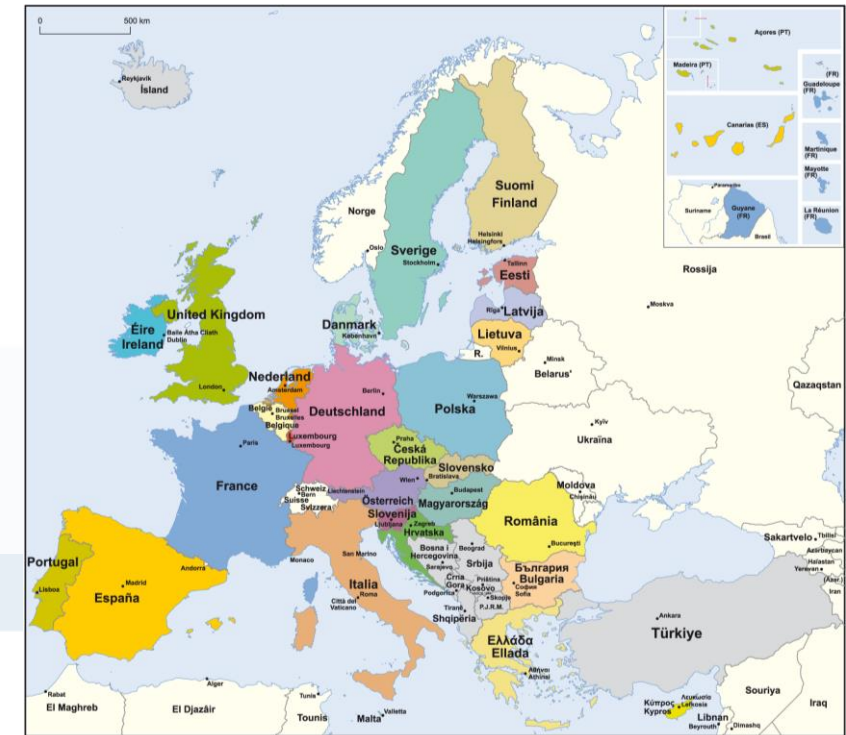 0 500 km
Reykjavík
Ísland
Açores (PT)
Madeira (PT)
(FR)
Guadeloupe
(FR)
Canarias (ES)
Martinique
(FR)
Mayotte
(FR)
Paramaribo
Suriname
Guyane
(FR)
Brasil
La Réunion
(FR)
Suomi
Finland
Norge
Oslo
Helsinki
Helsingfors
Sverige
Stockholm
Tallinn
Eesti
Rossija
Moskva
Rīga
Latvija
United Kingdom
Éire
Ireland
Baile Átha Cliath
Dublin
London
Danmark
København
Lietuva
Vilnius
R.
Minsk
Belarus'
Nederland
Amsterdam
Berlin
Deutschland
Warszawa
Polska
Qazaqstan
België
Brussel
Bruxelles
Belgique
Luxembourg
Luxembourg
Kyïv
Ukraïna
Paris
France
Praha
Česká
Republika
Slovensko
Bratislava
Wien
Schweiz
Bern
Suisse
Svizzera
Liechtenstein
Österreich
Budapest
Magyarország
Moldova
Chişinău
Slovenija
Ljubljana
Zagreb
Hrvatska
România
Bucureşti
San Marino
Monaco
Bosna i
Hercegovina
Sarajevo
Beograd
Srbija
Sakartvelo
Tbilisi
Azərbaycan
Hałastan
Yerevan
(Azer.)
Iran
Portugal
Lisboa
Andorra
Madrid
España
Italia
Roma
Città del
Vaticano
Crna
Gora
Podgorica
Priština
Kosovo
Skopje
P.J.R.M.
Tiranë
Shqipëria
България
Bulgaria
София
Sofia
Ankara
Türkiye
Ελλάδα
Ellada
Αθήναι
Athinai
Rabat
El Maghreb
Alger
El Djazâir
Tunis
Tounis
Malta
Valletta
Κύπρος
Kypros
Λευκωσία
Lefkosia
Libnan
Beyrouth
Souriya
Dimashq
Iraq